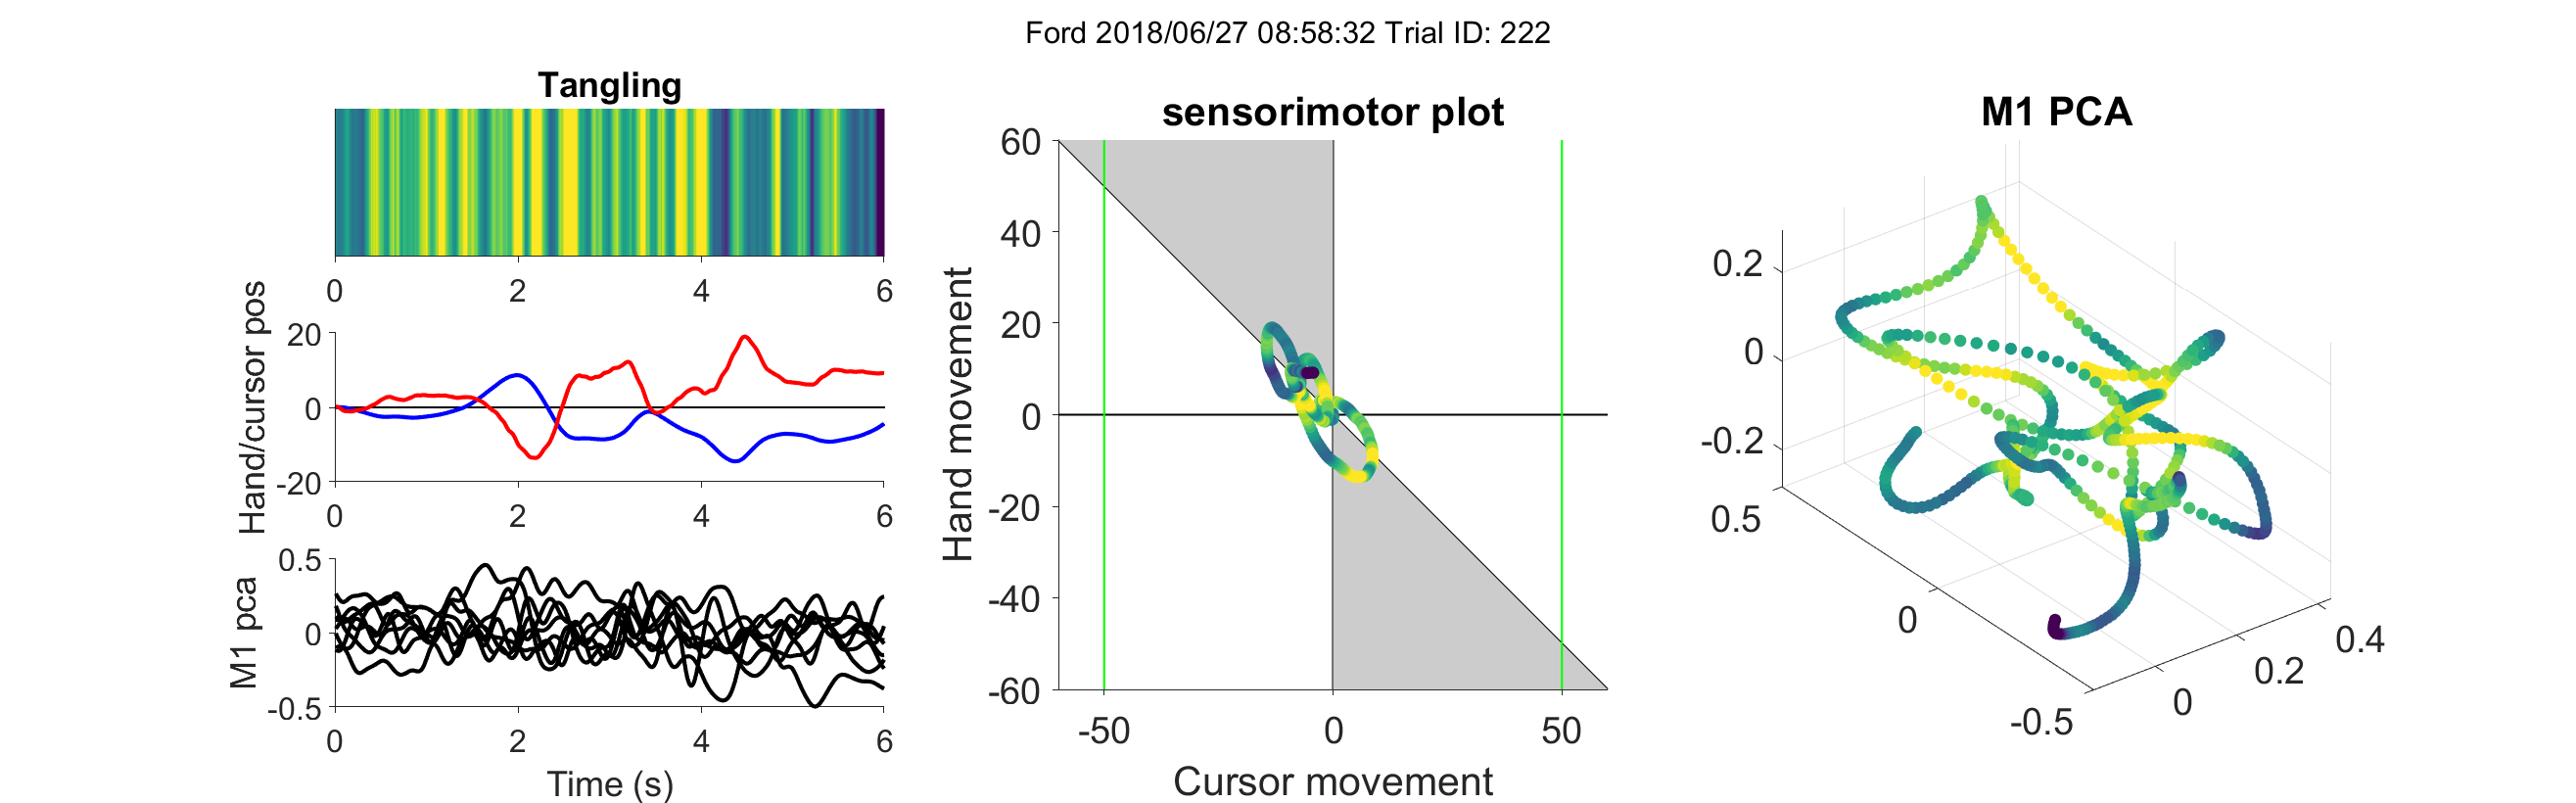 Ford 2018/06/27 08:58:32 Trial ID: 222
Tangling
0 2 4 6
Hand/cursor pos
20
0
-20
0 2 4 6
M1 pca
0.5
0
-0.5
0 2 4 6
Time (s)
sensorimotor plot
Hand movement
60
40
20
0
-20
-40
-60
-50 0 50
Cursor movement
M1 PCA
0.2
0
-0.2
0.5
0
-0.5
0
0.2
0.4